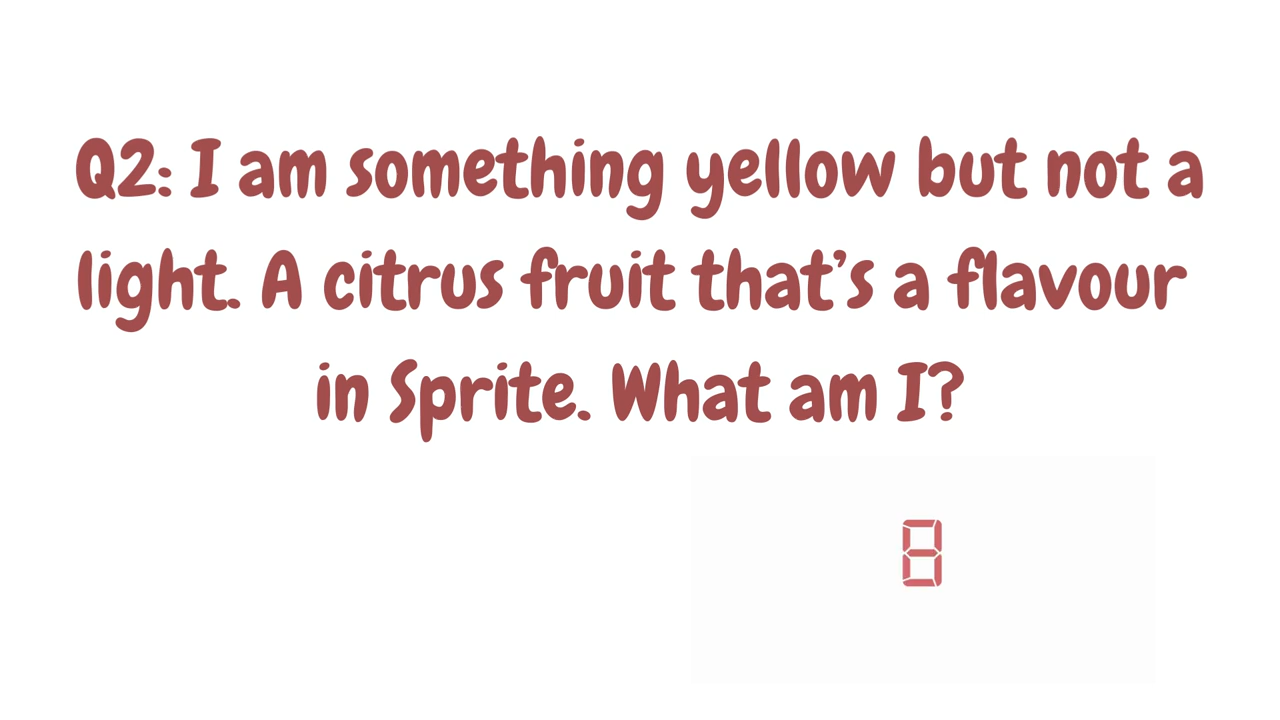 Q2: I am something yellow but not a
light. A citrus fruit that’s a flavour
in Sprite. What am I?
8